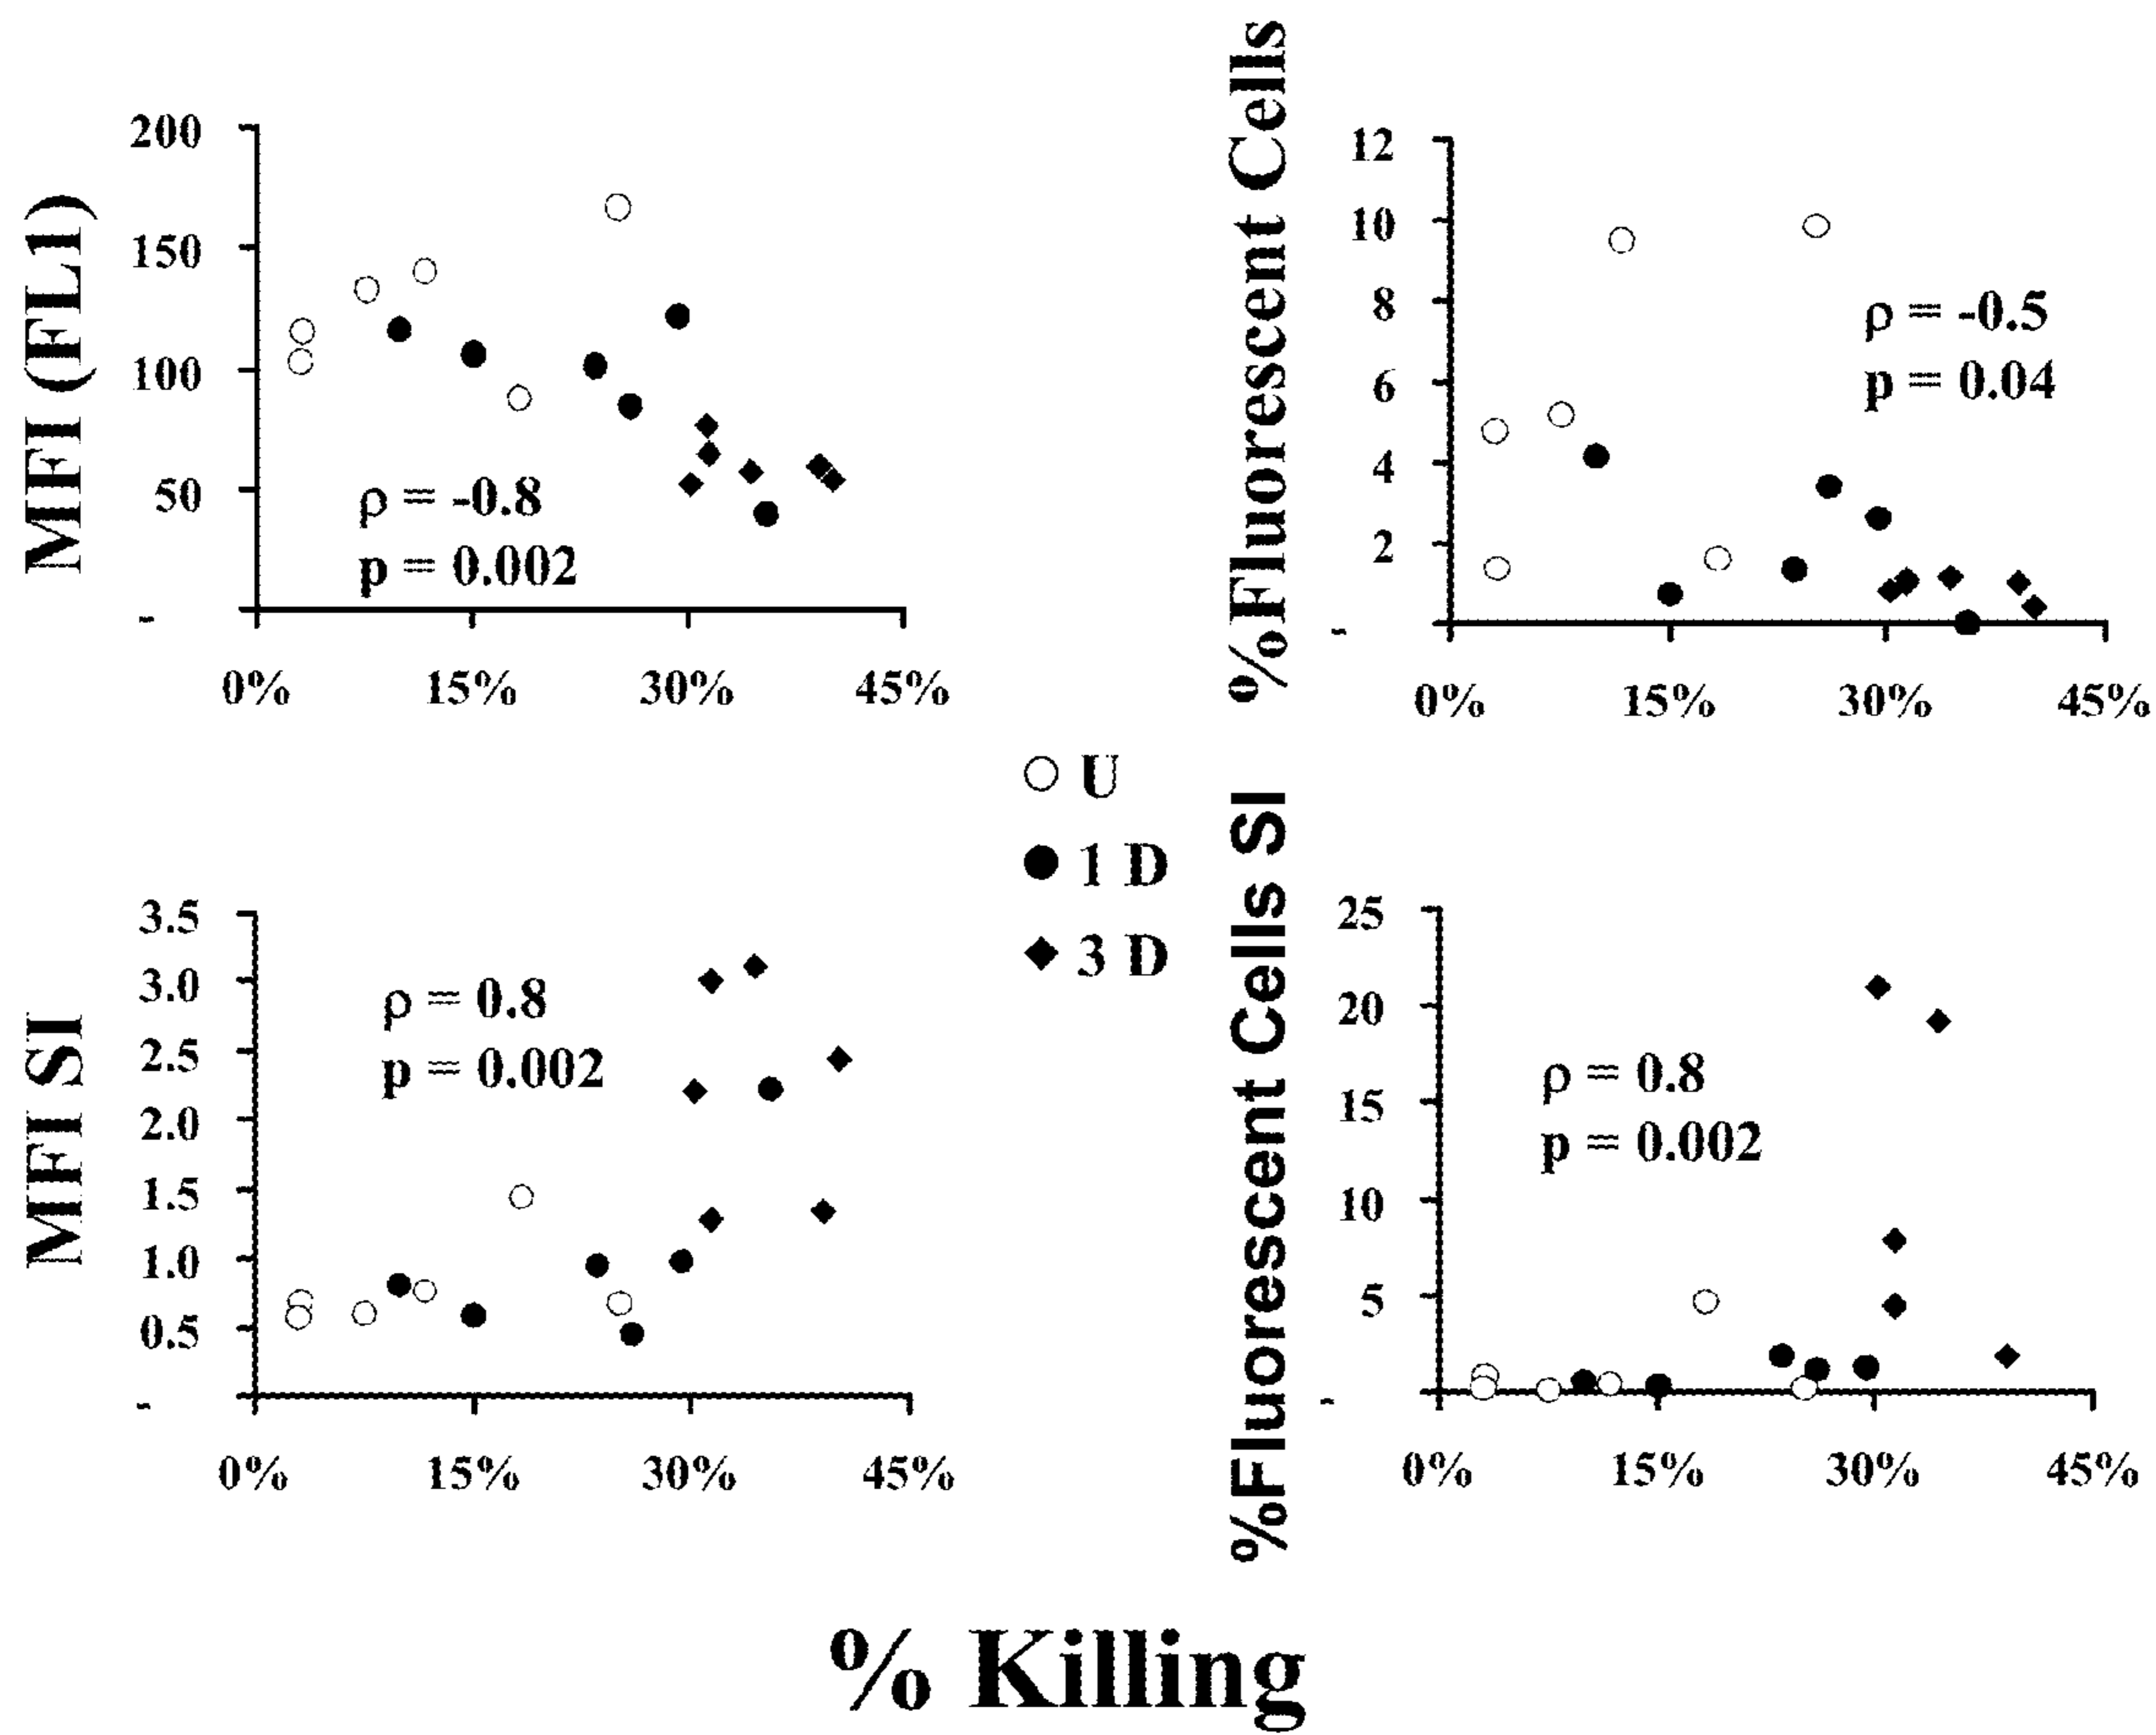 MFI (FL1)
200
150
100
50
-
ρ = -0.8
p = 0.002
0%
15%
30%
45%
%Fluorescent Cells
12
10
8
6
4
2
-
ρ = -0.5
p = 0.04
0%
15%
30%
45%
U
1 D
3 D
MFI SI
3.5
3.0
2.5
2.0
1.5
1.0
0.5
-
ρ = 0.8
p = 0.002
0%
15%
30%
45%
%Fluorescent Cells SI
25
20
15
10
5
-
ρ = 0.8
p = 0.002
0%
15%
30%
45%
% Killing